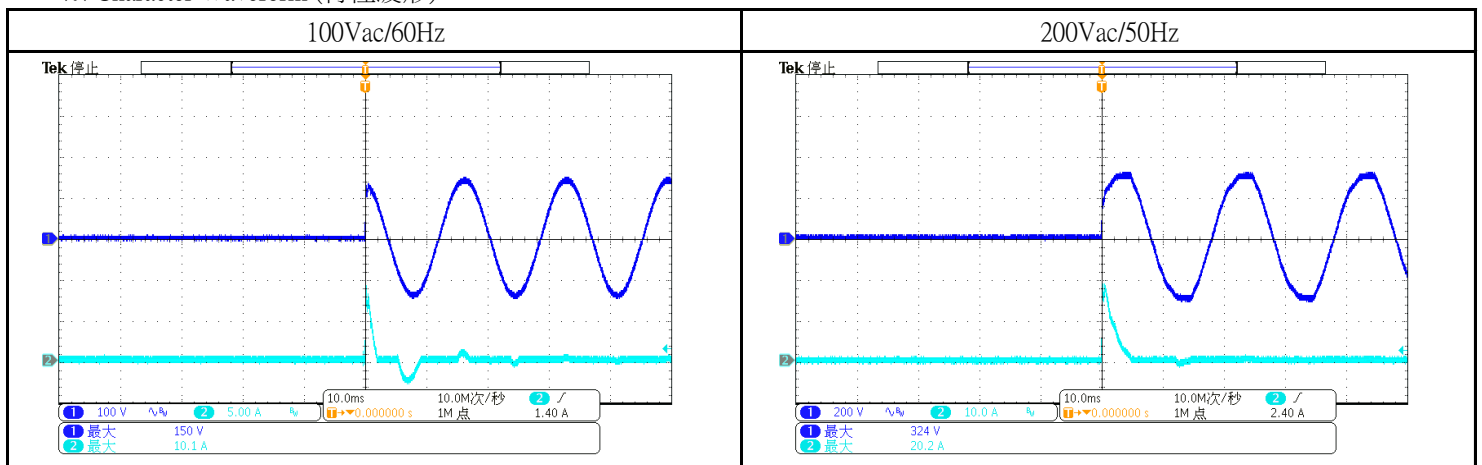 100Vac/60Hz
200Vac/50Hz
Tek 停止
T
T
1
2
1 100 V
2 5.00 A
10.0ms
10.0M次/秒
2
T→▼0.000000 s
1M 点
1.40 A
1 最大 150 V
2 最大 10.1 A
Tek 停止
T
T
1
2
1 200 V
2 10.0 A
10.0ms
10.0M次/秒
2
T→▼0.000000 s
1M 点
2.40 A
1 最大 324 V
2 最大 20.2 A